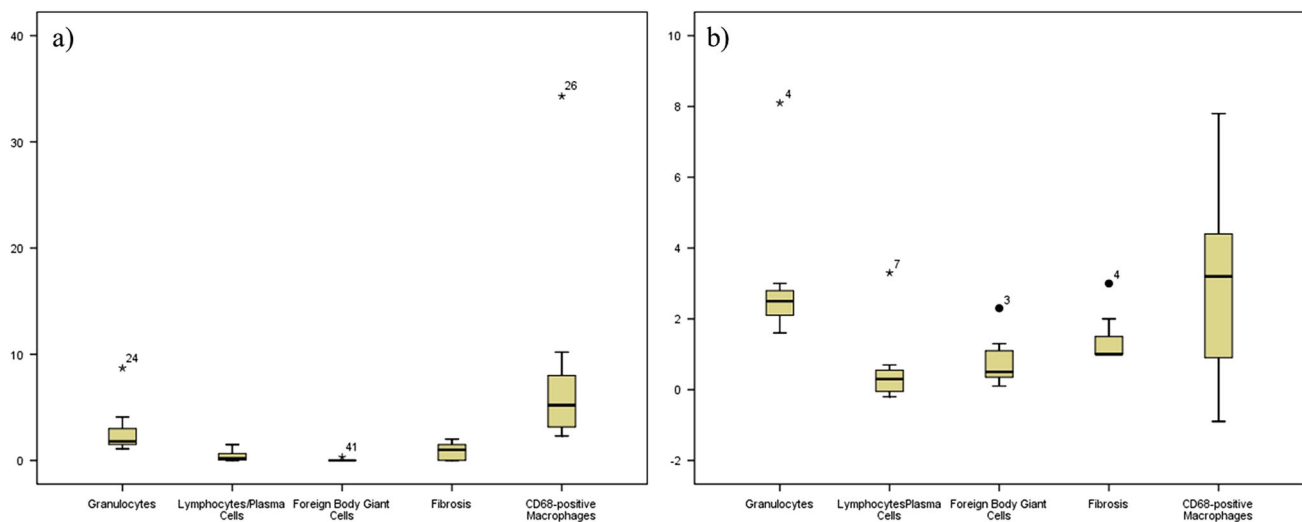 a)
40
30
20
10
0
24
41
26
Granulocytes
Lymphocytes/Plasma
Cells
Foreign Body Giant
Cells
Fibrosis
CD68-positive
Macrophages
b)
10
8
6
4
2
0
-2
4
7
3
4
Granulocytes
LymphocytesPlasma
Cells
Foreign Body Giant
Cells
Fibrosis
CD68-positive
Macrophages